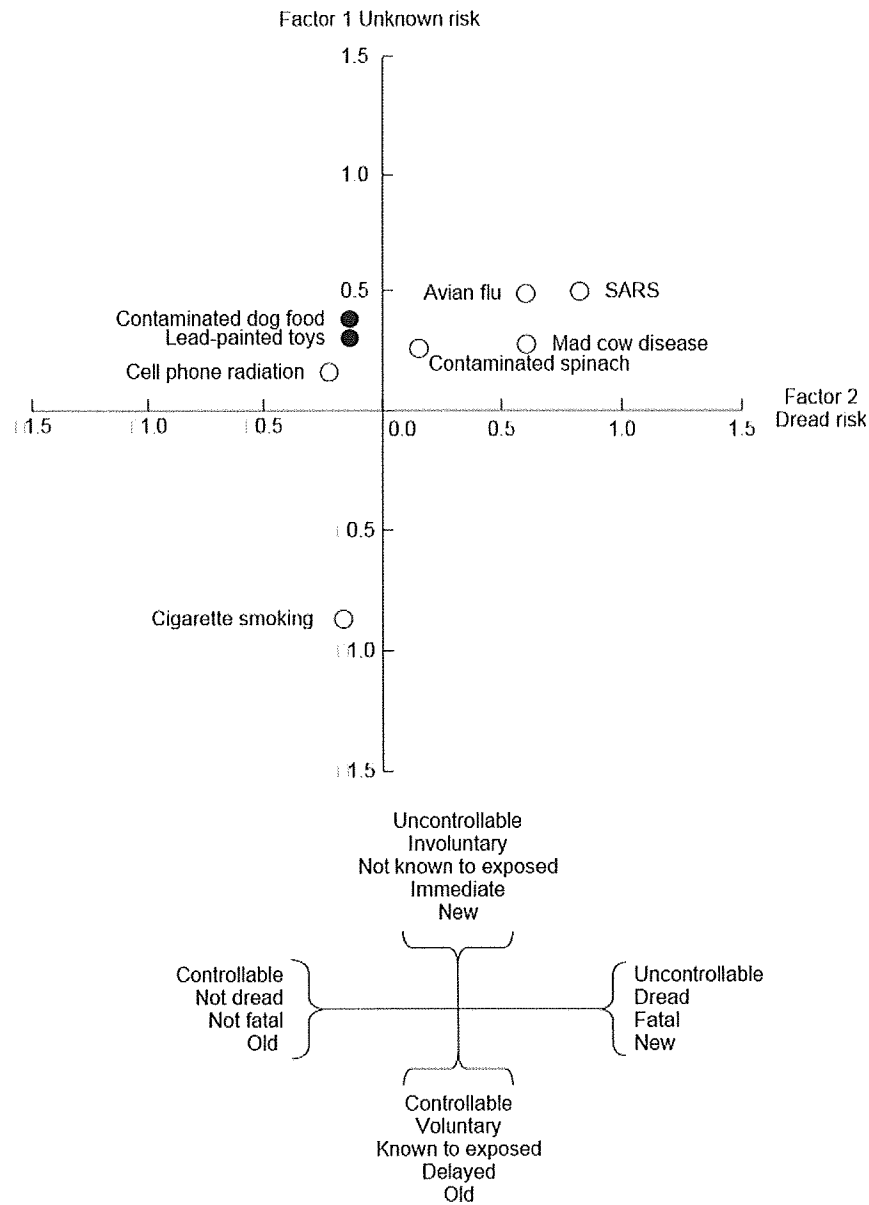 Factor 1 Unknown risk
1.5
1.0
0.5
Avian flu
SARS
Contaminated dog food
Lead-painted toys
Mad cow disease
Contaminated spinach
Cell phone radiation
Factor 2
Dread risk
1.5
1.0
0.5
0.0
0.5
1.0
1.5
0.5
Cigarette smoking
1.0
1.5
Uncontrollable
Involuntary
Not known to exposed
Immediate
New
Controllable
Not dread
Not fatal
Old
Uncontrollable
Dread
Fatal
New
Controllable
Voluntary
Known to exposed
Delayed
Old